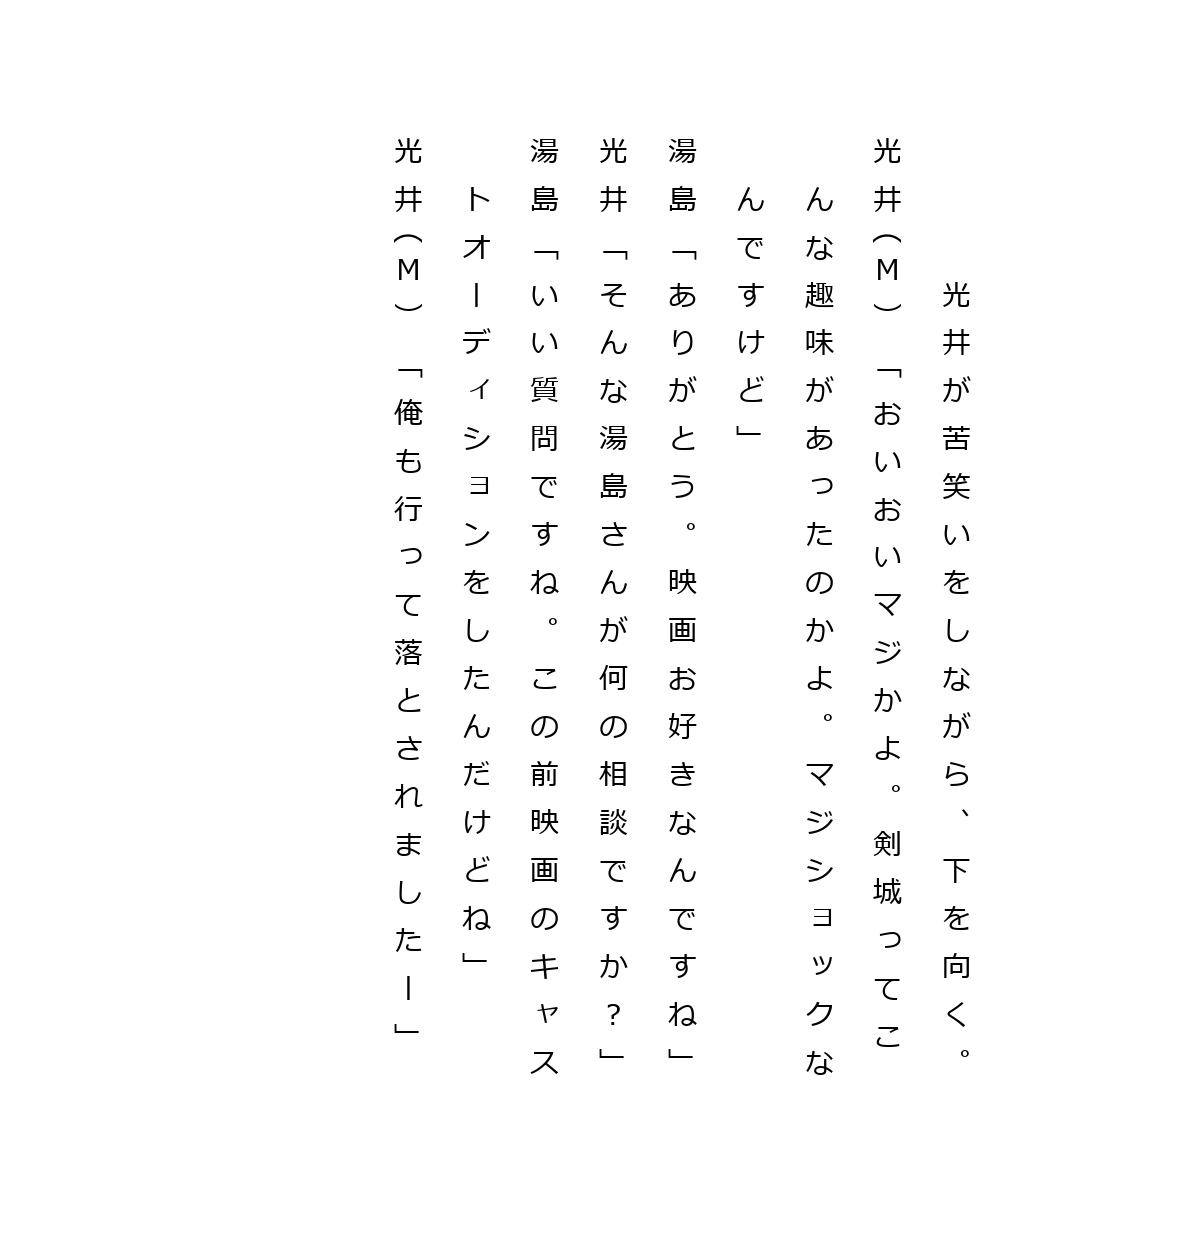 光井が苦笑いをしながら、下を向く。
光井（Ｍ）「おいおいマジかよ。剣城ってこ
んな趣味があったのかよ。マジショックな
んですけど」
湯島「ありがとう。映画お好きなんですね」
光井「そんな湯島さんが何の相談ですか？」
湯島「いい質問ですね。この前映画のキャス
トオーディションをしたんだけどね」
光井（Ｍ）「俺も行って落とされましたー」